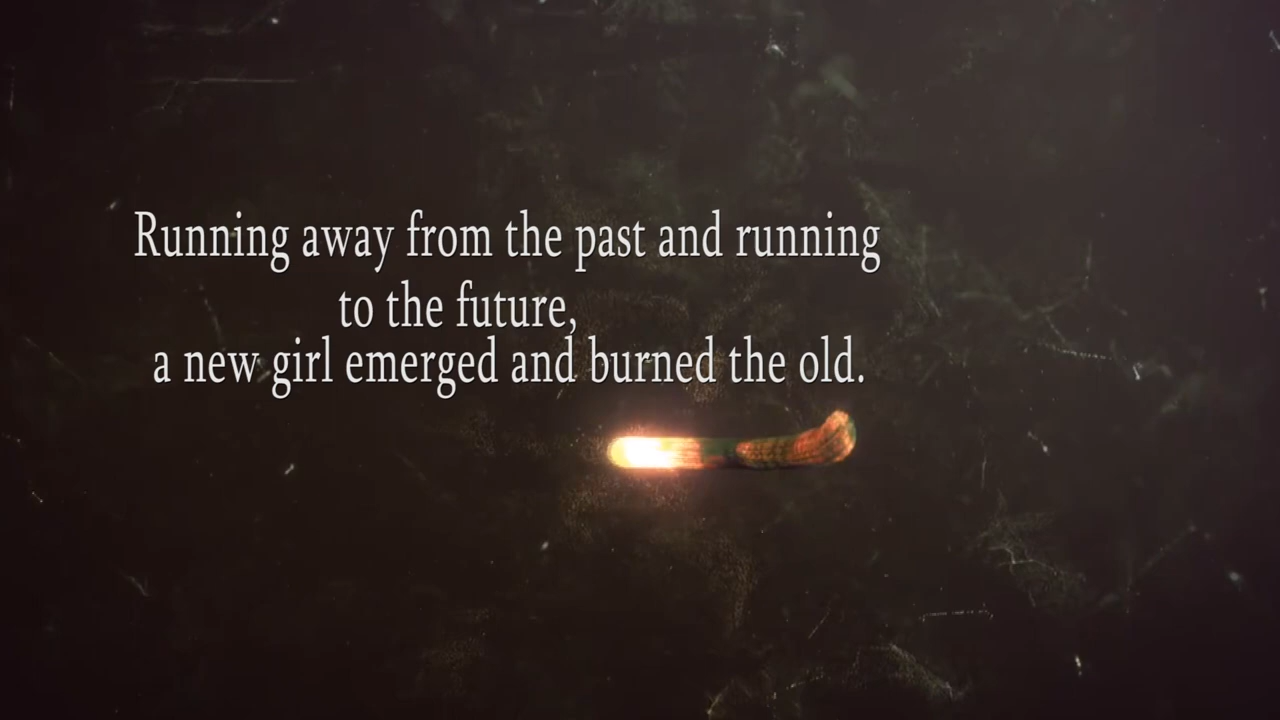 Running away from the past and running
to the future,
a new girl emerged and burned the old.